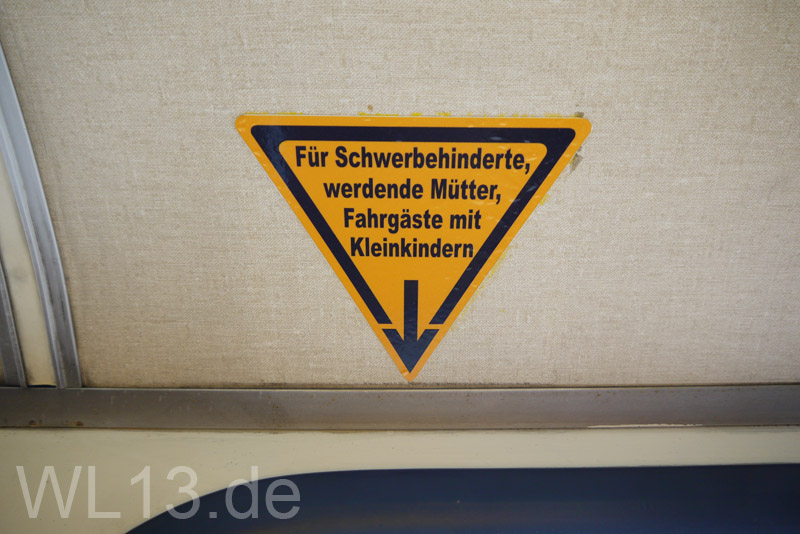 Für Schwerbehinderte,
werdende Mütter,
Fahrgäste mit
Kleinkindern
WL13.de